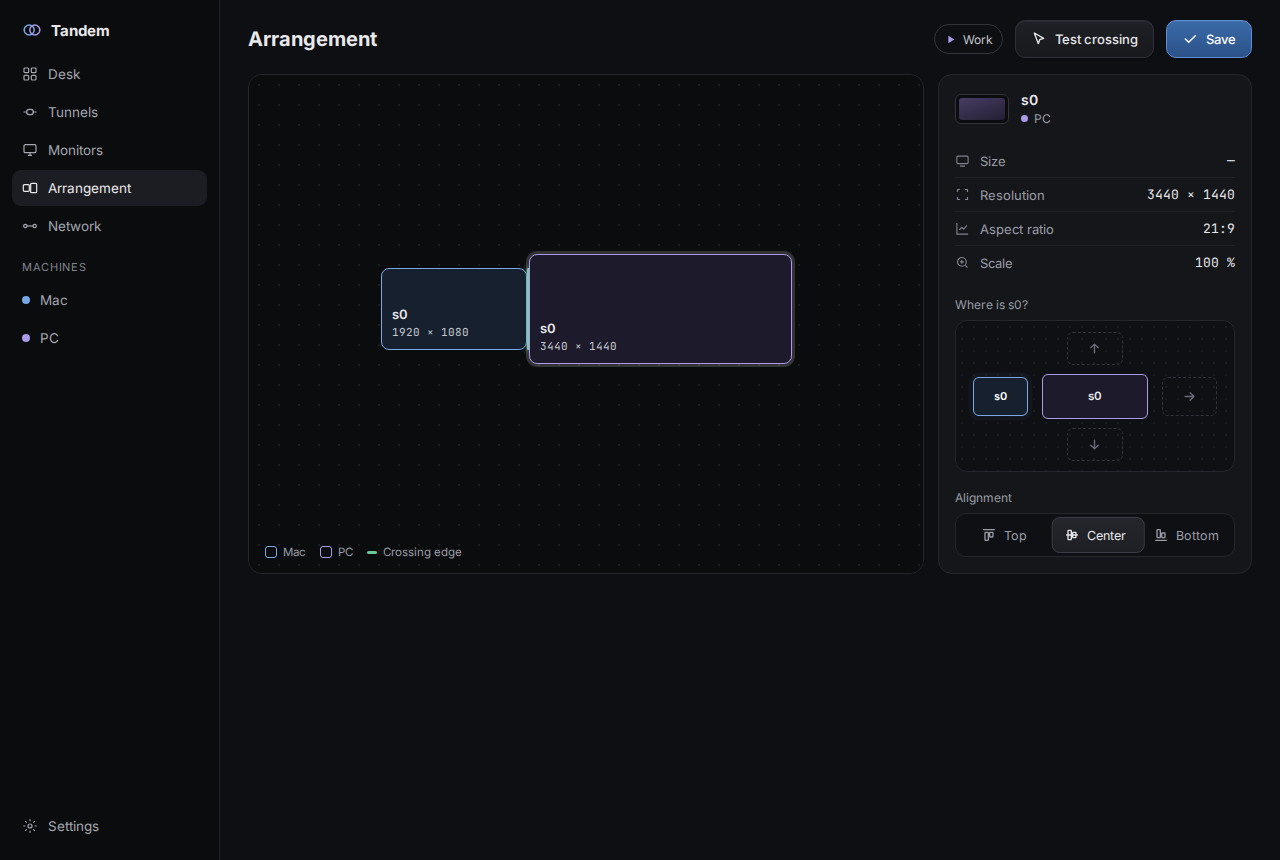 Tandem
Desk
Tunnels
Monitors
Arrangement
Network
MACHINES
Mac
PC
Settings
Arrangement
Work
Test crossing
Save
s0
1920 × 1080
s0
3440 × 1440
Mac
PC
Crossing edge
s0
PC
Size –
Resolution 3440 × 1440
Aspect ratio 21:9
Scale 100 %
Where is s0?
s0
s0
Alignment
Top
Center
Bottom